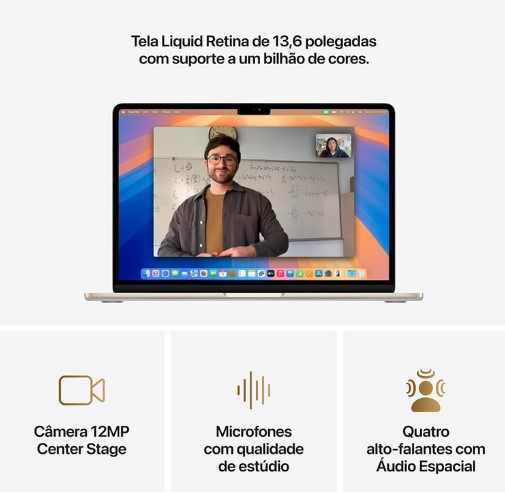 Tela Liquid Retina de 13,6 polegadas
com suporte a um bilhão de cores.
Câmera 12MP
Center Stage
Microfones
com qualidade
de estúdio
Quatro
alto-falantes com
Áudio Espacial